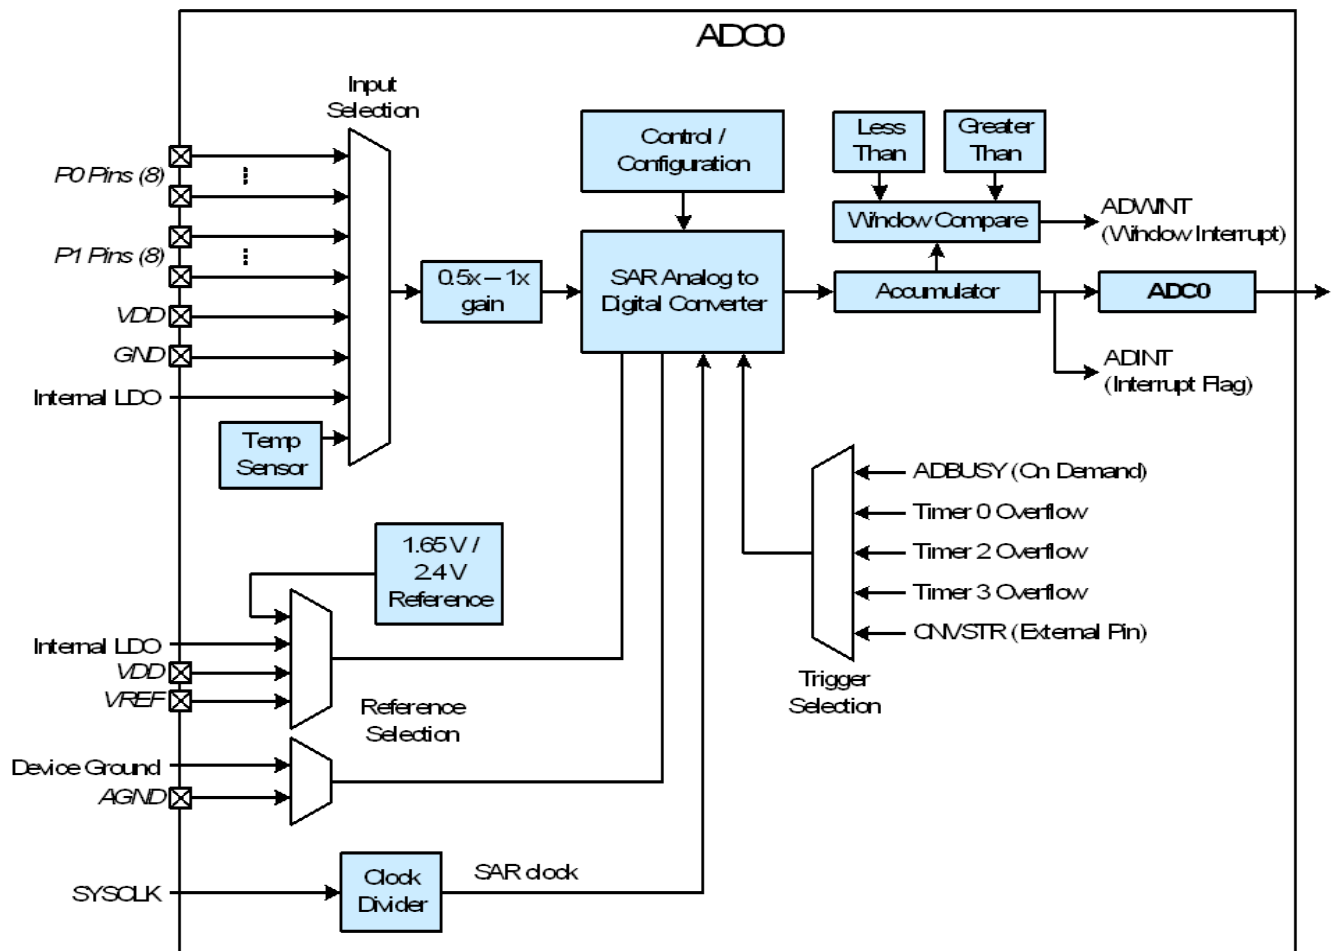 ADC0
Input
Selection
P0 Pins (8)
P1 Pins (8)
VDD
GND
Internal LDO
Temp
Sensor
0.5x – 1x
gain
Control /
Configuration
SAR Analog to
Digital Converter
Less
Than
Greater
Than
Window Compare
Accumulator
ADC0
ADWINT
(Window Interrupt)
ADINT
(Interrupt Flag)
ADBUSY (On Demand)
Timer 0 Overflow
Timer 2 Overflow
Timer 3 Overflow
CNVSTR (External Pin)
Trigger
Selection
1.65 V /
2.4 V
Reference
Internal LDO
VDD
VREF
Reference
Selection
Device Ground
AGND
SYSCLK
Clock
Divider
SAR clock